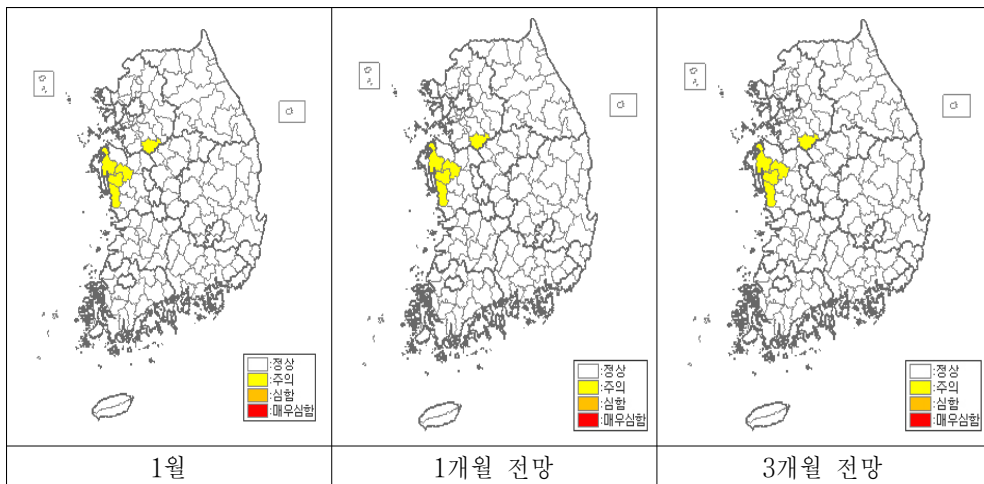 :정상
:주의
:심함
:매우심함
:정상
:주의
:심함
:매우심함
:정상
:주의
:심함
:매우심함
1월
1개월 전망
3개월 전망